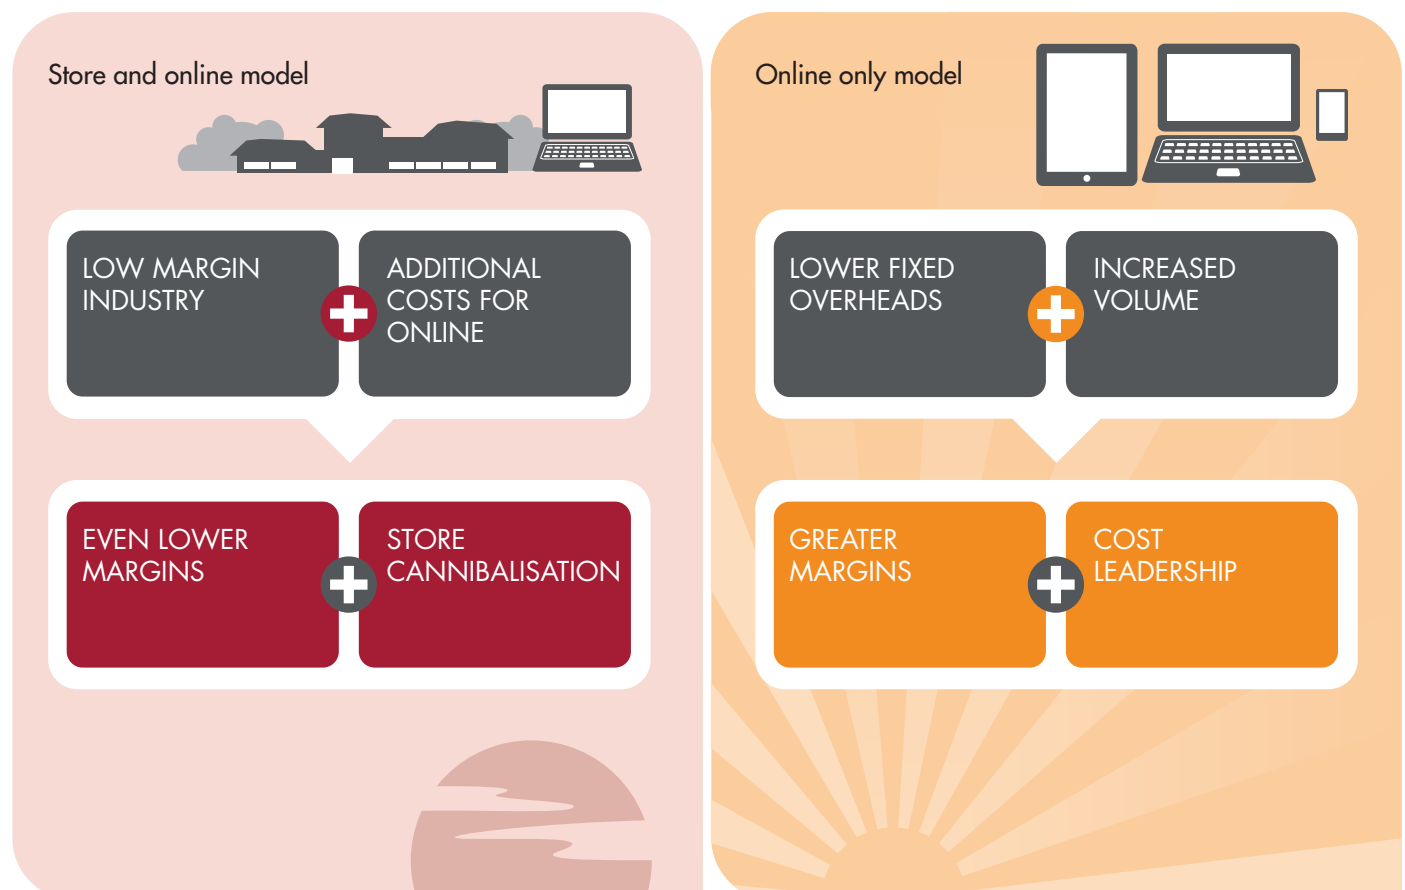 Store and online model
LOW MARGIN
INDUSTRY
ADDITIONAL
COSTS FOR
ONLINE
EVEN LOWER
MARGINS
STORE
CANNIBALISATION
Online only model
LOWER FIXED
OVERHEADS
INCREASED
VOLUME
GREATER
MARGINS
COST
LEADERSHIP